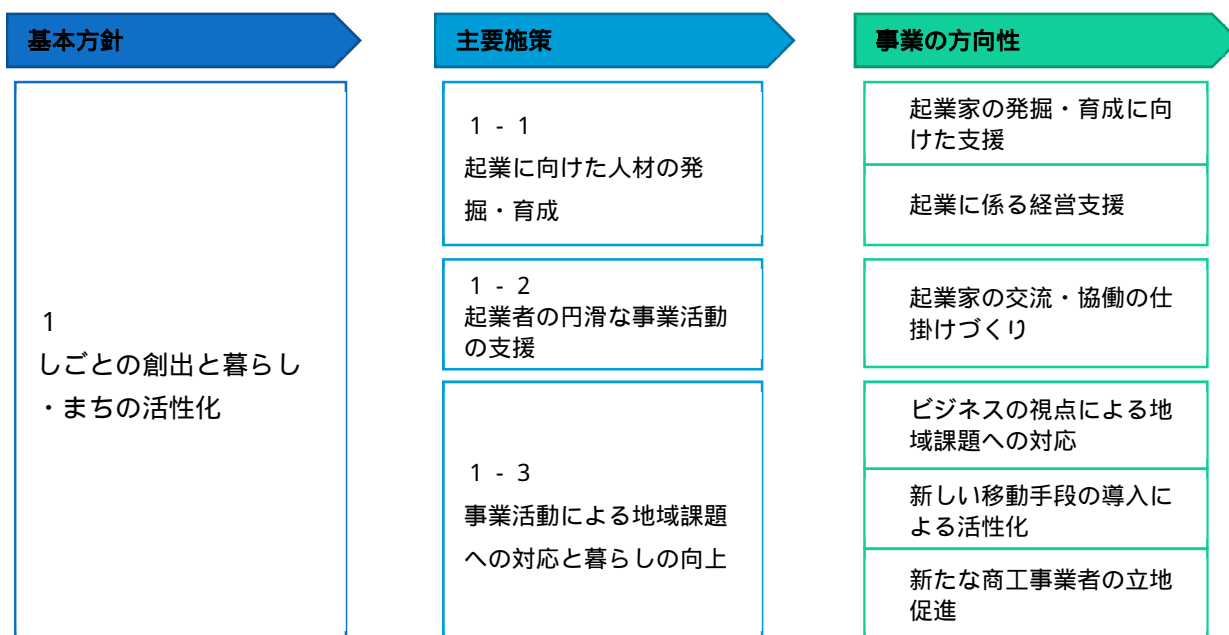 基本方針
主要施策
事業の方向性
1
しごとの創出と暮らし
・まちの活性化
1 - 1
起業に向けた人材の発
掘・育成
1 - 2
起業者の円滑な事業活動
の支援
1 - 3
事業活動による地域課題
への対応と暮らしの向上
起業家の発掘・育成に向
けた支援
起業に係る経営支援
起業家の交流・協働の仕
掛けづくり
ビジネスの視点による地
域課題への対応
新しい移動手段の導入に
よる活性化
新たな商工事業者の立地
促進